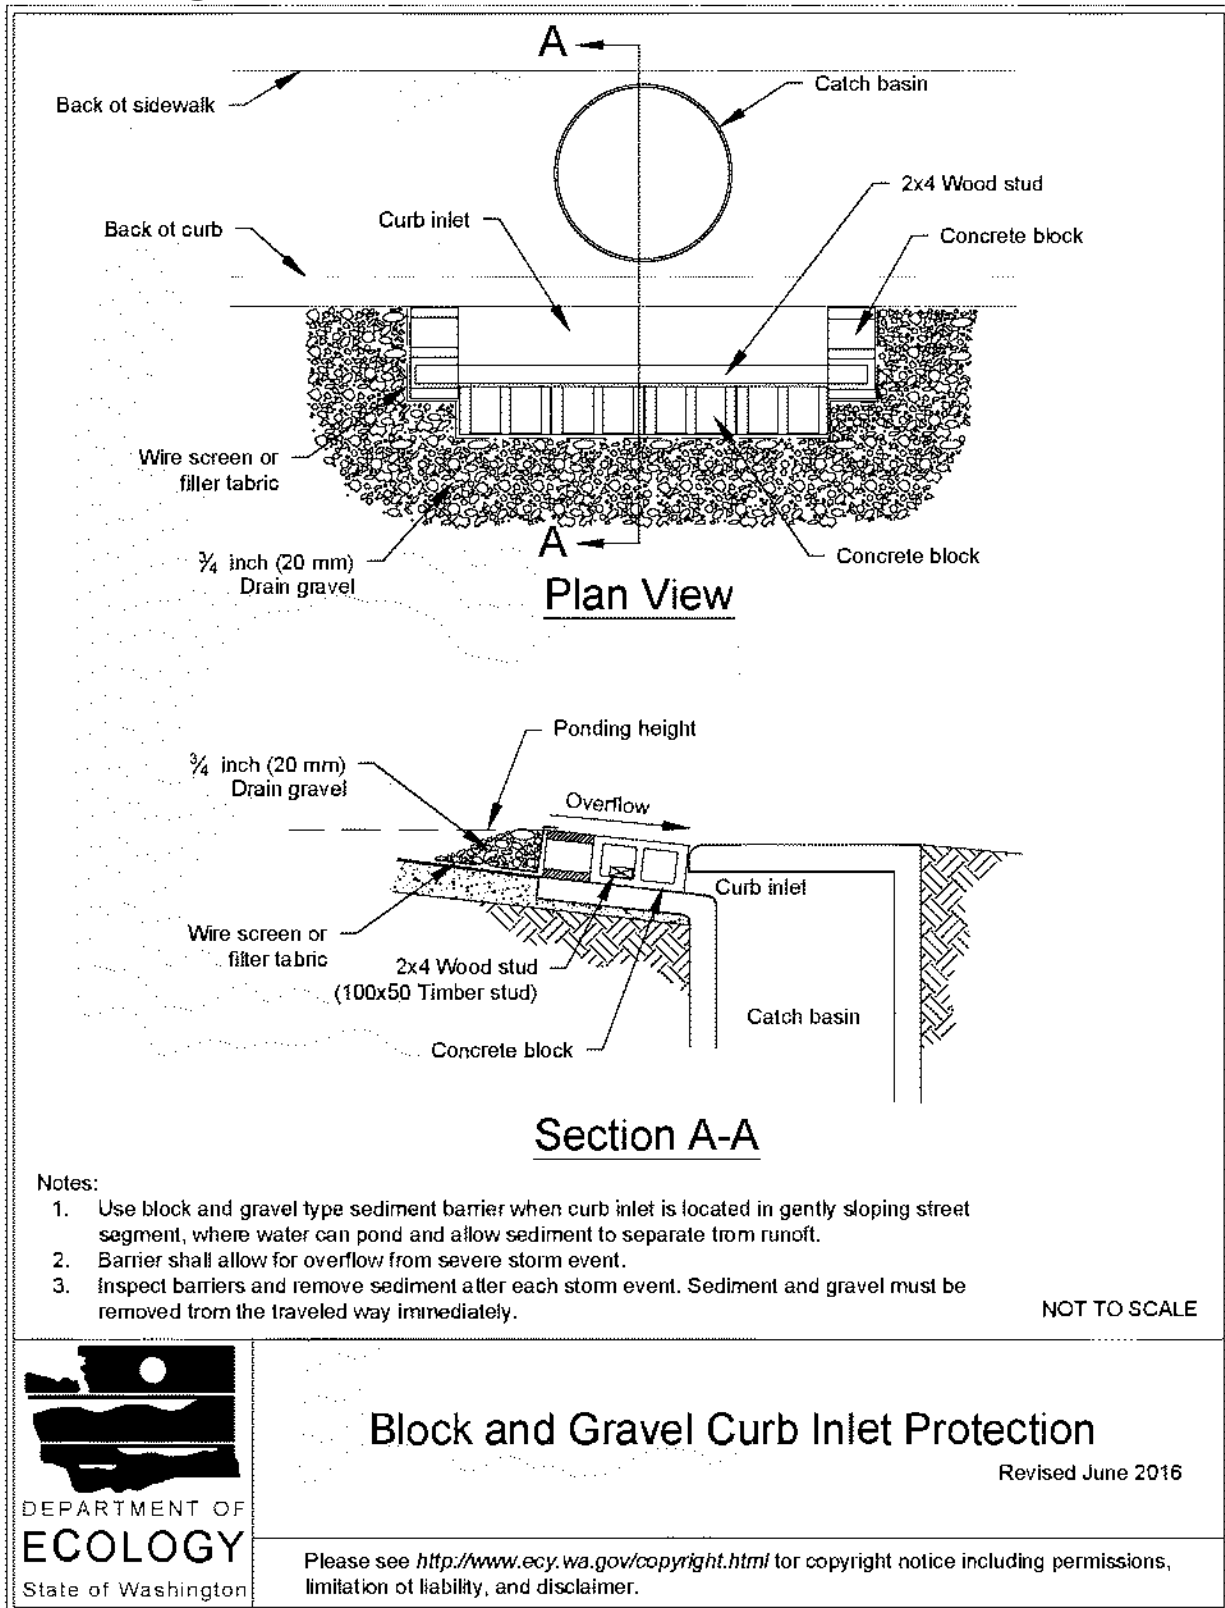 A
Back of sidewalk
Catch basin
2x4 Wood stud
Curb inlet
Back of curb
Concrete block
Wire screen or
filter fabric
A
Concrete block
¾ inch (20 mm)
Drain gravel
Plan View
Ponding height
¾ inch (20 mm)
Drain gravel
Overflow
Curb inlet
Wire screen or
filter fabric
2x4 Wood stud
(100x50 Timber stud)
Catch basin
Concrete block
Section A-A
Notes:
1. Use block and gravel type sediment barrier when curb inlet is located in gently sloping street
segment, where water can pond and allow sediment to separate from runoff.
2. Barrier shall allow for overflow from severe storm event.
3. Inspect barriers and remove sediment after each storm event. Sediment and gravel must be
removed from the traveled way immediately.
NOT TO SCALE
Block and Gravel Curb Inlet Protection
Revised June 2016
DEPARTMENT OF
ECOLOGY
State of Washington
Please see http://www.ecy.wa.gov/copyright.html for copyright notice including permissions,
limitation of liability, and disclaimer.